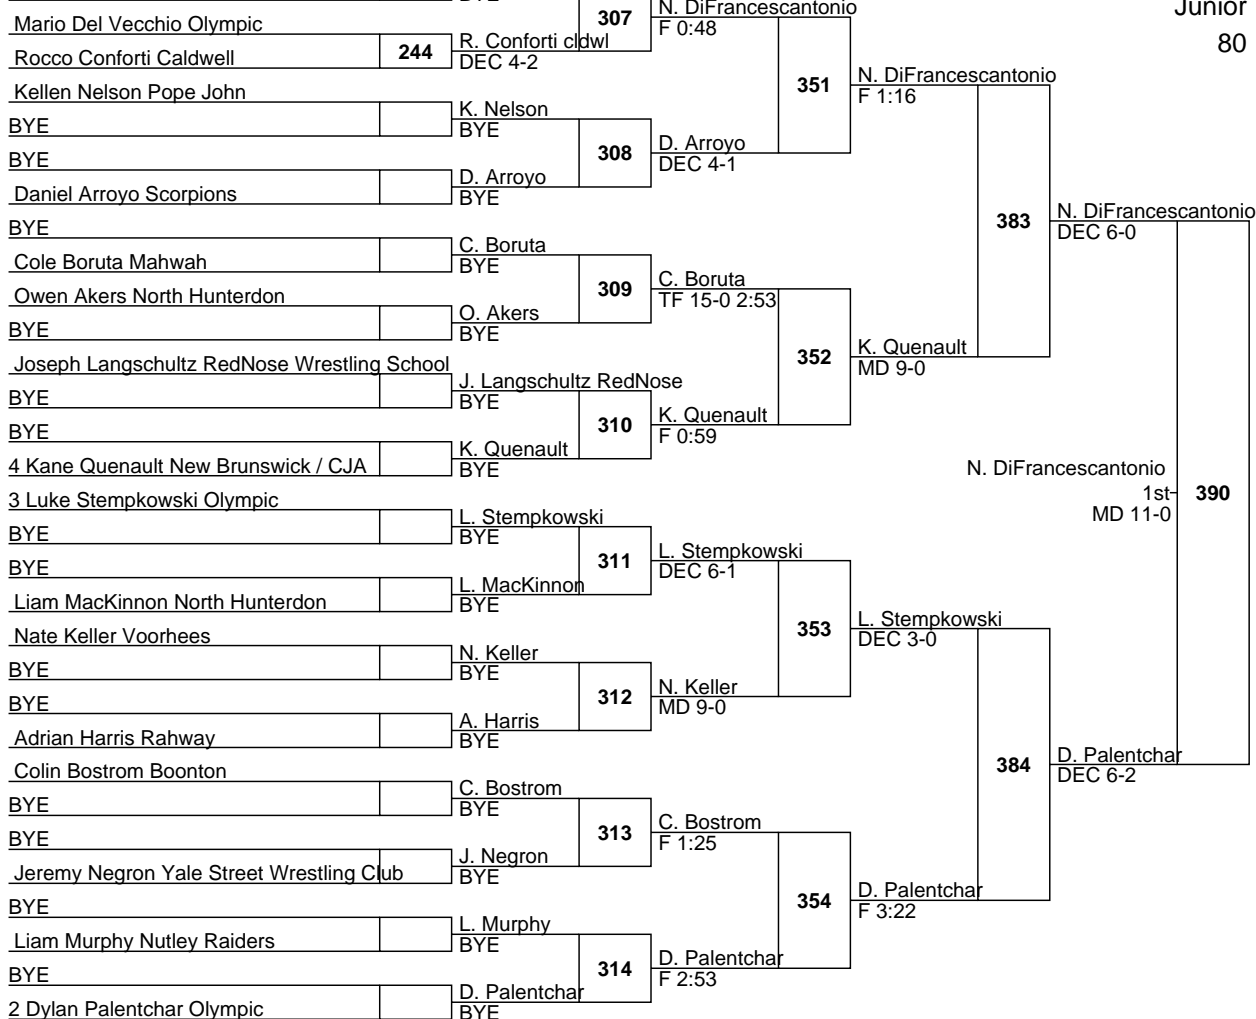 BYE
Mario Del Vecchio Olympic
Rocco Conforti Caldwell
Kellen Nelson Pope John
BYE
BYE
Daniel Arroyo Scorpions
BYE
Cole Boruta Mahwah
Owen Akers North Hunterdon
BYE
Joseph Langschultz RedNose Wrestling School
BYE
BYE
4 Kane Quenault New Brunswick / CJA
3 Luke Stempkowski Olympic
BYE
BYE
Liam MacKinnon North Hunterdon
Nate Keller Voorhees
BYE
BYE
Adrian Harris Rahway
Colin Bostrom Boonton
BYE
BYE
Jeremy Negron Yale Street Wrestling Club
BYE
Liam Murphy Nutley Raiders
BYE
2 Dylan Palentchar Olympic
244
R. Conforti cldwl
DEC 4-2
K. Nelson
BYE
D. Arroyo
BYE
C. Boruta
BYE
O. Akers
BYE
J. Langschultz RedNose
BYE
K. Quenault
BYE
L. Stempkowski
BYE
L. MacKinnon
BYE
N. Keller
BYE
A. Harris
BYE
C. Bostrom
BYE
J. Negron
BYE
L. Murphy
BYE
D. Palentchar
BYE
307
308
309
310
311
312
313
314
N. DiFrancescantonio
F 0:48
D. Arroyo
DEC 4-1
C. Boruta
TF 15-0 2:53
K. Quenault
F 0:59
L. Stempkowski
DEC 6-1
N. Keller
MD 9-0
C. Bostrom
F 1:25
D. Palentchar
F 2:53
351
352
353
354
N. DiFrancescantonio
F 1:16
K. Quenault
MD 9-0
L. Stempkowski
DEC 3-0
D. Palentchar
F 3:22
383
384
N. DiFrancescantonio
DEC 6-0
D. Palentchar
DEC 6-2
390
N. DiFrancescantonio
1st
MD 11-0
Junior
80